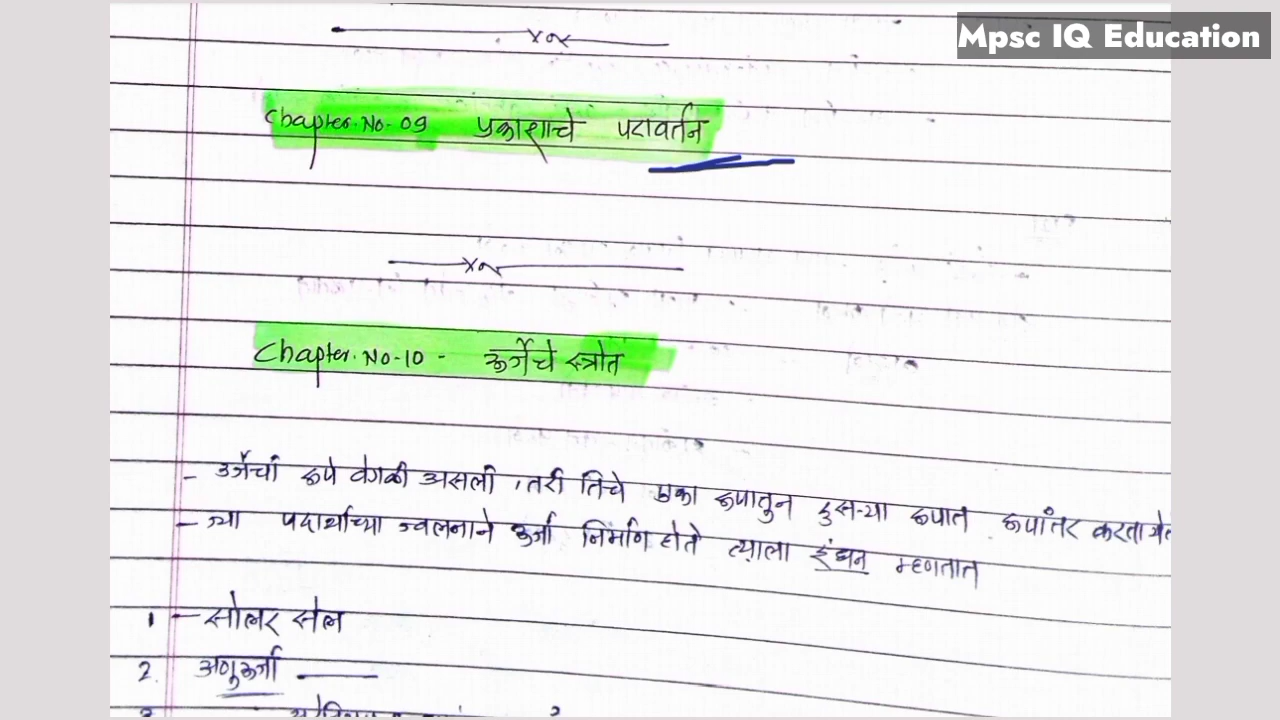 Mpsc IQ Education
Chapter. No- 09 प्रकाशाचे परावर्तन
Chapter. No-10 - ऊर्जेचे स्त्रोत
- उर्जेचा रूपे वेगळी असली, तरी तिचे एका रूपातुन दुसऱ्या रूपात रूपांतर करता येत
- ज्या पदार्थाच्या ज्वलनाने ऊर्जा निर्माण होते त्याला इंधन म्हणतात
1 - सोलर सेल
2. अणुऊर्जा